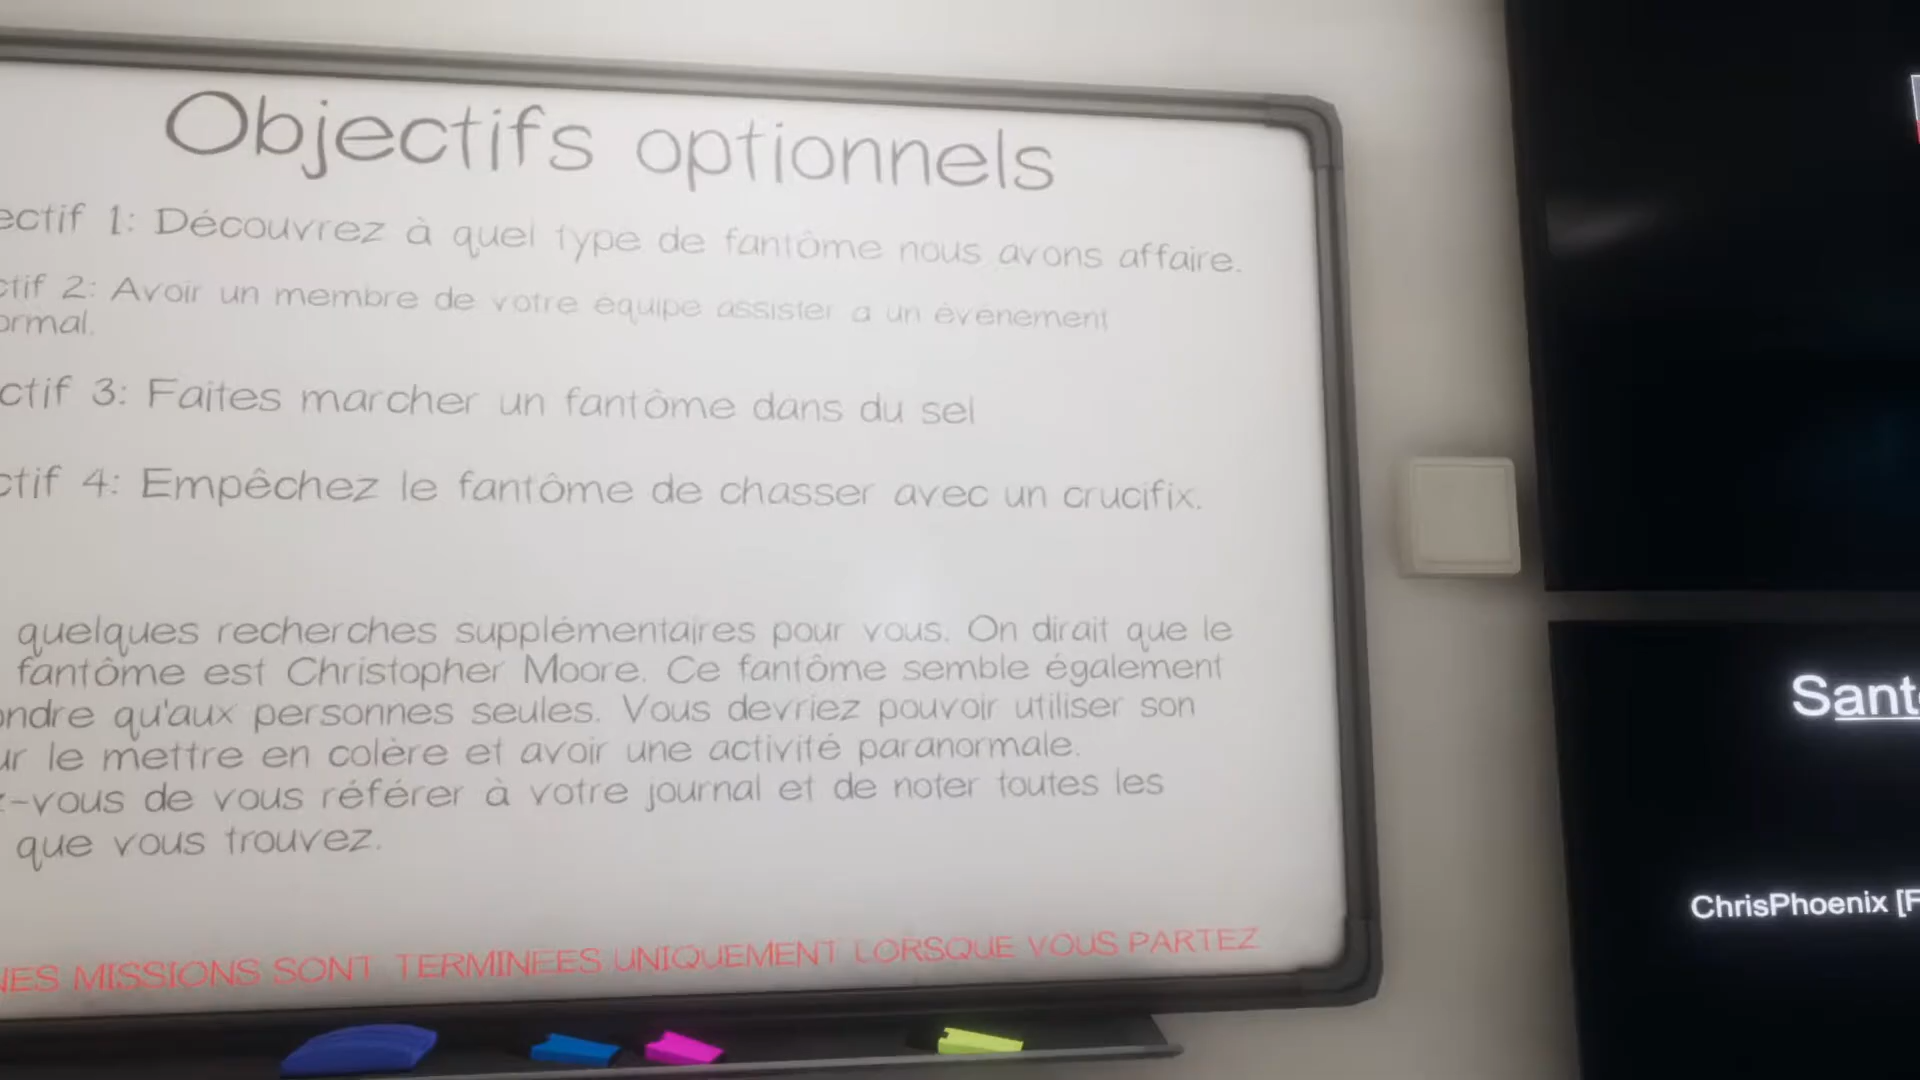 Objectifs optionnels
ectif 1: Découvrez à quel type de fantôme nous avons affaire.
ctif 2: Avoir un membre de votre équipe assister a un évènement
ormal.
ctif 3: Faites marcher un fantôme dans du sel
ctif 4: Empêchez le fantôme de chasser avec un crucifix.
quelques recherches supplémentaires pour vous. On dirait que le
fantôme est Christopher Moore. Ce fantôme semble également
ondre qu'aux personnes seules. Vous devriez pouvoir utiliser son
ur le mettre en colère et avoir une activité paranormale.
z-vous de vous référer à votre journal et de noter toutes les
que vous trouvez.
NES MISSIONS SONT TERMINEES UNIQUEMENT LORSQUE VOUS PARTEZ
Sant
ChrisPhoenix [F